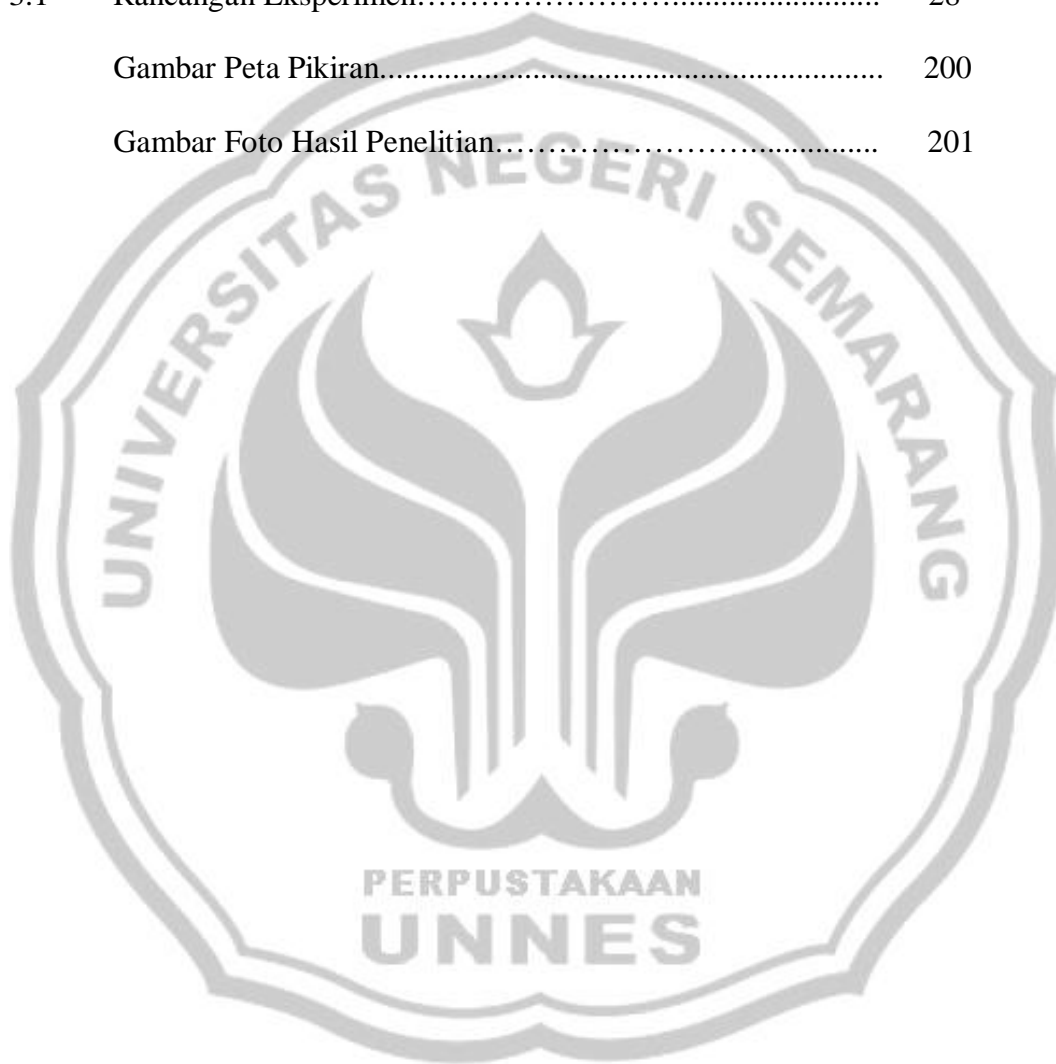 3.1 Rancangan Eksperimen……………………….......................... 28
Gambar Peta Pikiran.............................................................. 200
Gambar Foto Hasil Penelitian……………………….............. 201
UNIVERSITAS NEGERI SEMARANG
PERPUSTAKAAN
UNNES